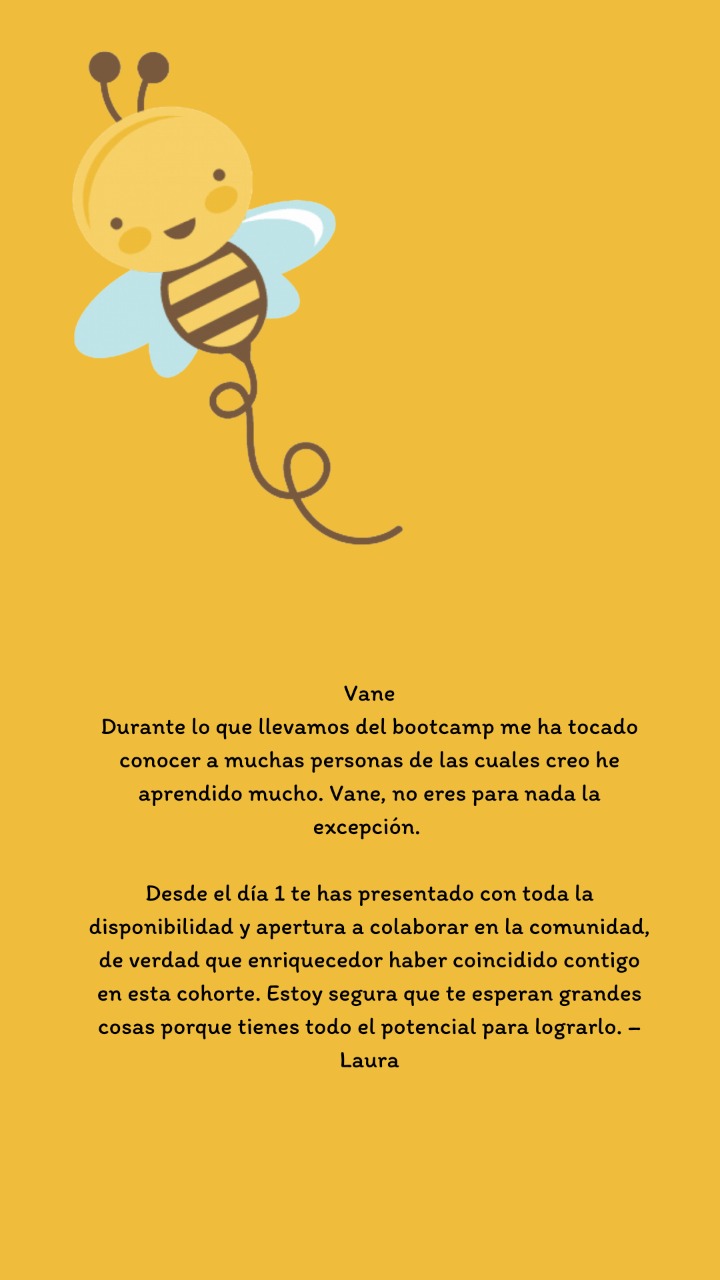 Vane
Durante lo que llevamos del bootcamp me ha tocado
conocer a muchas personas de las cuales creo he
aprendido mucho. Vane, no eres para nada la
excepción.
Desde el día 1 te has presentado con toda la
disponibilidad y apertura a colaborar en la comunidad,
de verdad que enriquecedor haber coincidido contigo
en esta cohorte. Estoy segura que te esperan grandes
cosas porque tienes todo el potencial para lograrlo. –
Laura